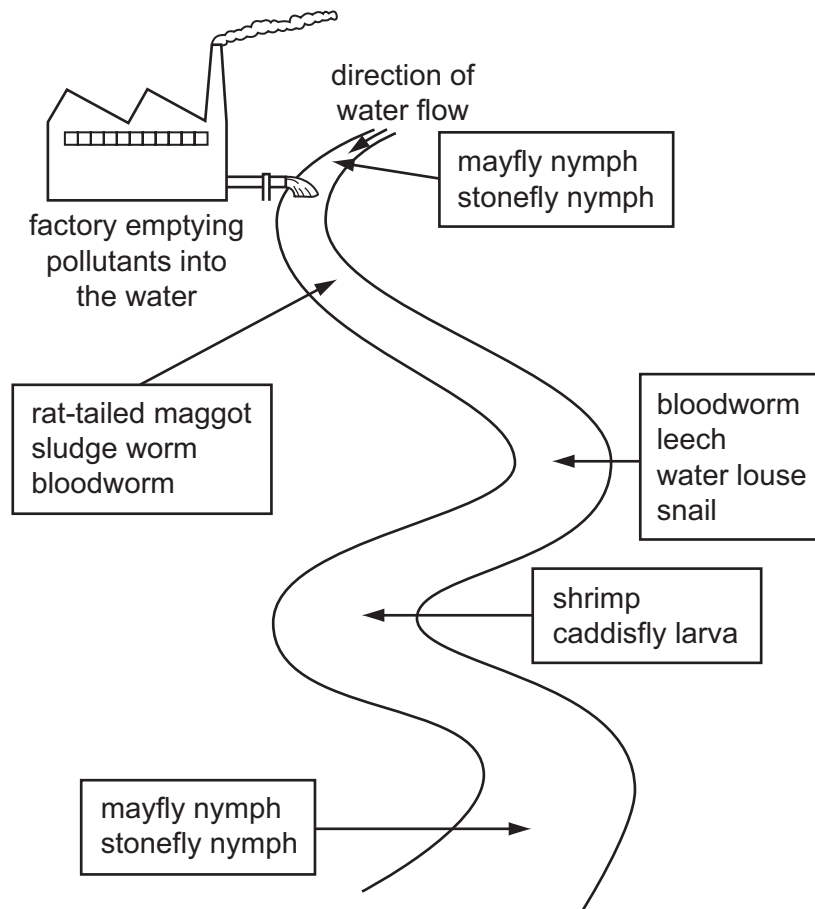 direction of
water flow
mayfly nymph
stonefly nymph
factory emptying
pollutants into
the water
rat-tailed maggot
sludge worm
bloodworm
bloodworm
leech
water louse
snail
shrimp
caddisfly larva
mayfly nymph
stonefly nymph